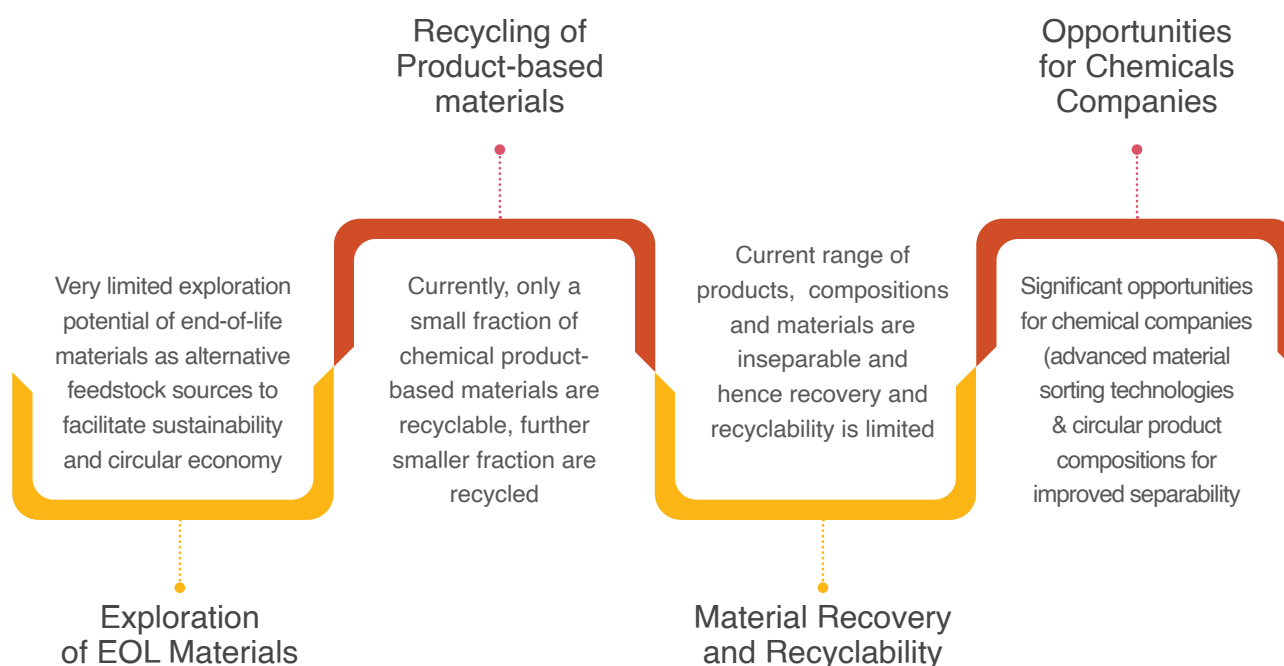 Recycling of
Product-based
materials
Opportunities
for Chemicals
Companies
Very limited exploration
potential of end-of-life
materials as alternative
feedstock sources to
facilitate sustainability
and circular economy
Currently, only a
small fraction of
chemical product-
based materials are
recyclable, further
smaller fraction are
recycled
Current range of
products, compositions
and materials are
inseparable and
hence recovery and
recyclability is limited
Significant opportunities
for chemical companies
(advanced material
sorting technologies
& circular product
compositions for
improved separability
Exploration
of EOL Materials
Material Recovery
and Recyclability